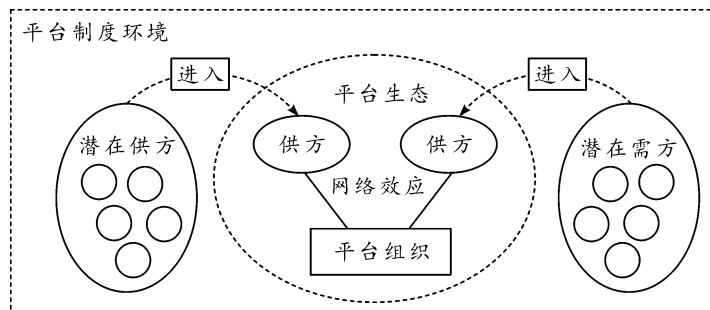 平台制度环境
进入
进入
平台生态
潜在供方
供方
供方
潜在需方
网络效应
平台组织